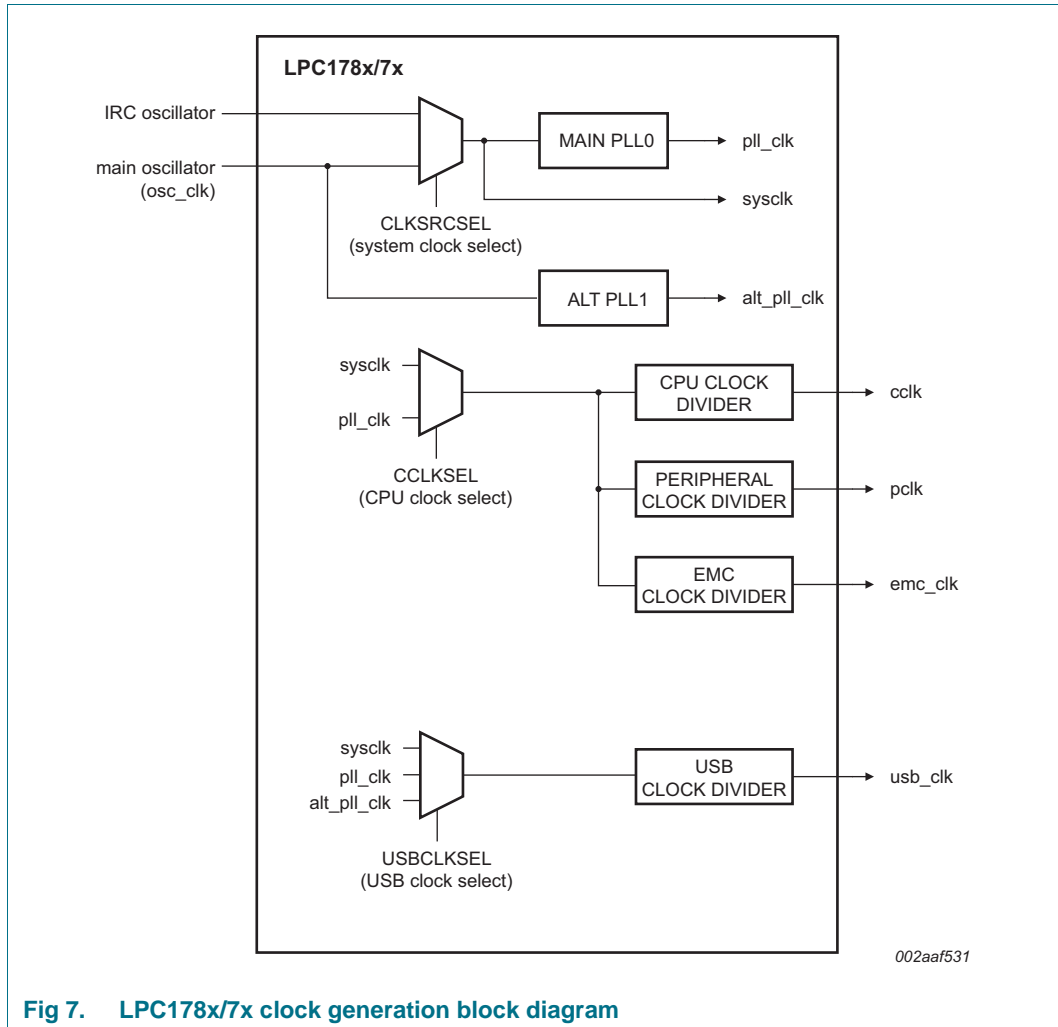 LPC178x/7x
IRC oscillator
main oscillator
(osc_clk)
MAIN PLL0
pll_clk
sysclk
CLKSRCSEL
(system clock select)
ALT PLL1
alt_pll_clk
sysclk
pll_clk
CPU CLOCK
DIVIDER
cclk
CCLKSEL
(CPU clock select)
PERIPHERAL
CLOCK DIVIDER
pclk
EMC
CLOCK DIVIDER
emc_clk
sysclk
pll_clk
alt_pll_clk
USB
CLOCK DIVIDER
usb_clk
USBCLKSEL
(USB clock select)
002aaf531
Fig 7. LPC178x/7x clock generation block diagram